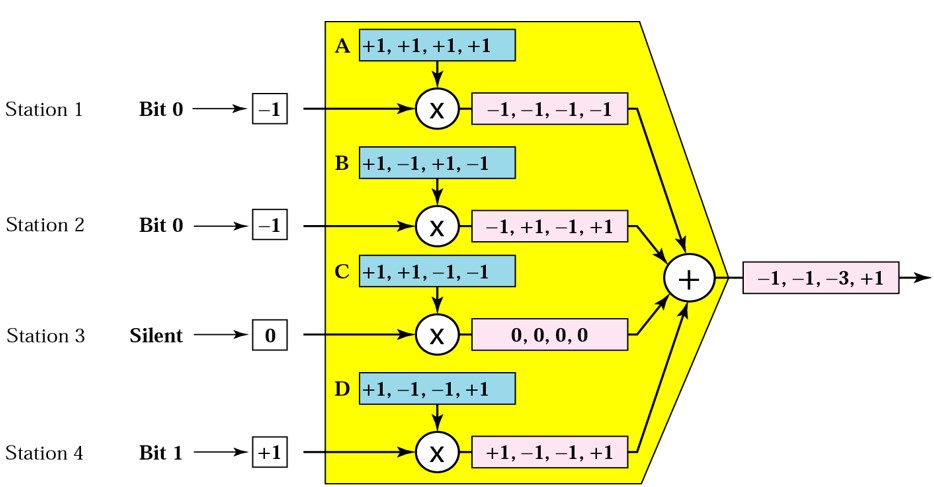 A +1, +1, +1, +1
Station 1 Bit 0 –1 X –1, –1, –1, –1
B +1, –1, +1, –1
Station 2 Bit 0 –1 X –1, +1, –1, +1
C +1, +1, –1, –1
+ –1, –1, –3, +1
Station 3 Silent 0 X 0, 0, 0, 0
D +1, –1, –1, +1
Station 4 Bit 1 +1 X +1, –1, –1, +1